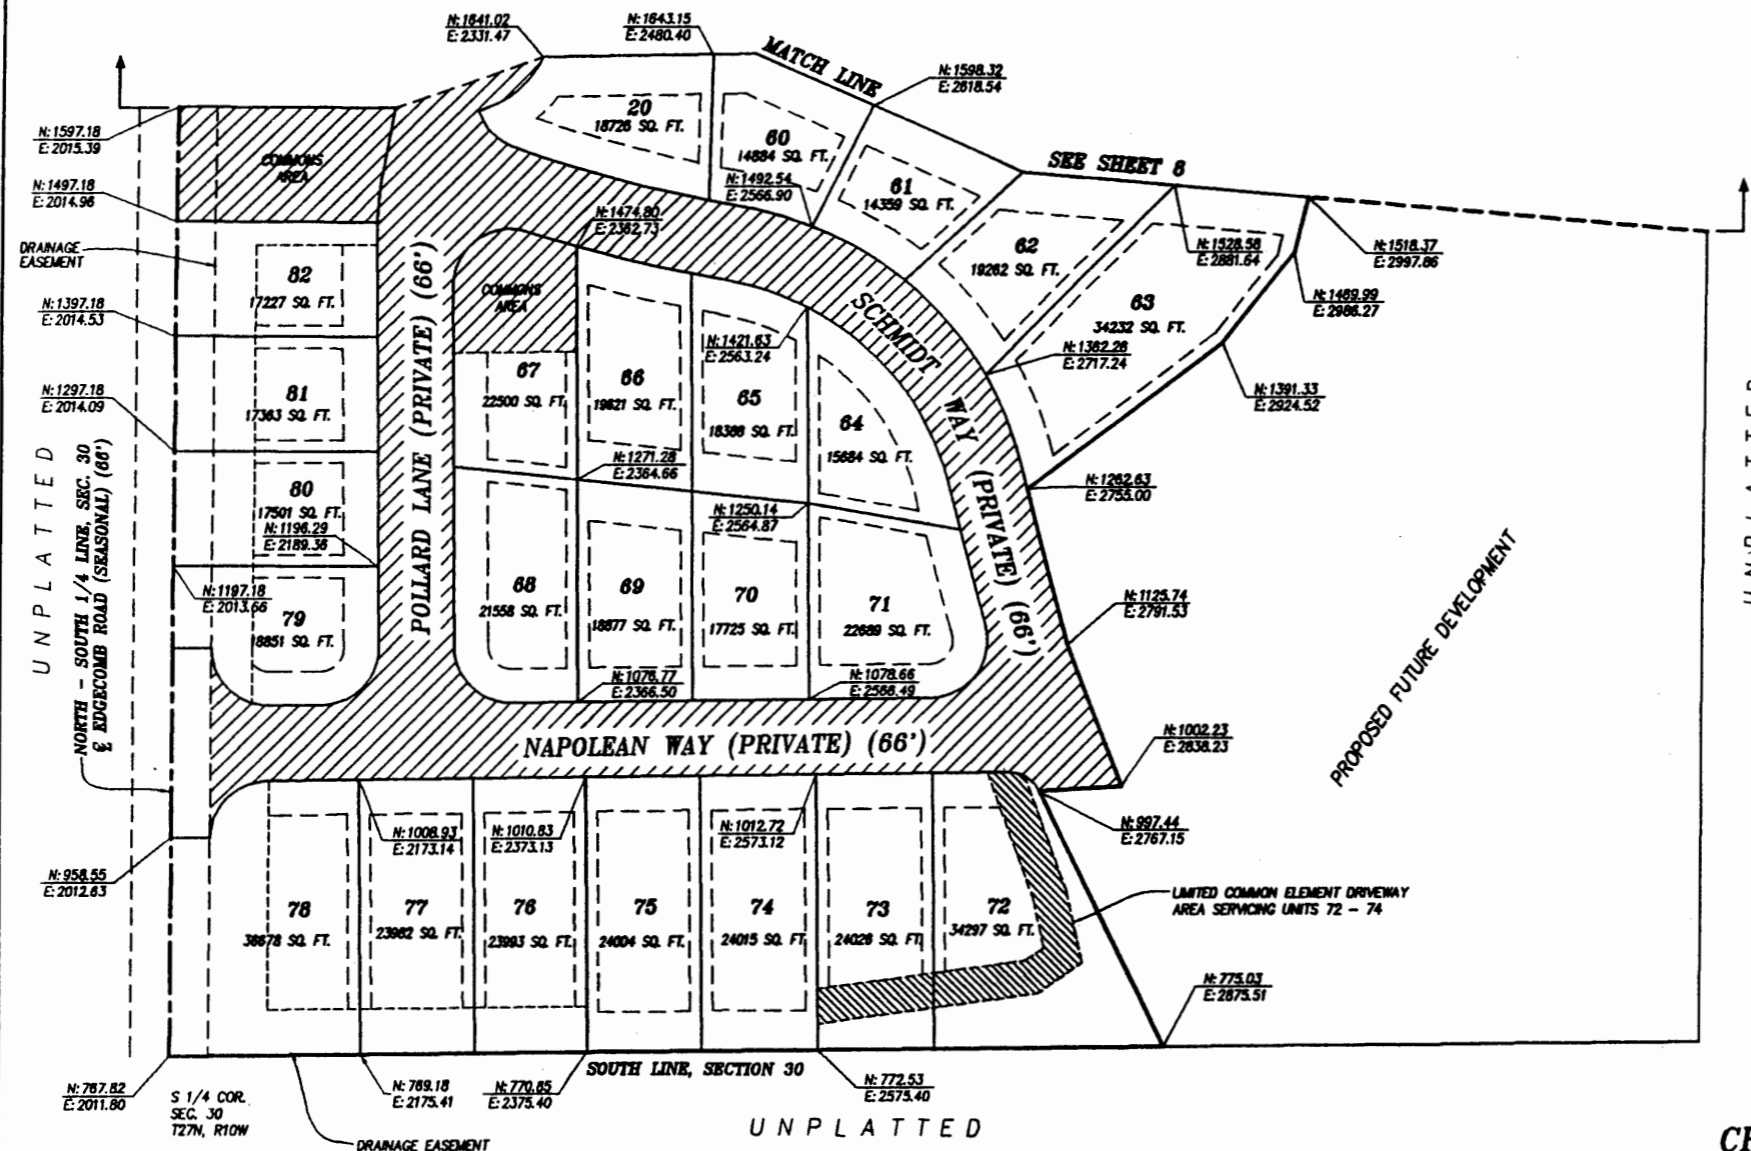 N: 1641.02
E: 2331.47
N: 1643.15
E: 2480.40
MATCH LINE
N: 1598.32
E: 2618.54
N: 1597.18
E: 2015.39
COMMONS
AREA
20
18726 SQ. FT.
60
14884 SQ. FT.
SEE SHEET 8
N: 1497.18
E: 2014.96
N: 1492.54
E: 2566.90
61
14359 SQ. FT.
N: 1474.80
E: 2362.73
DRAINAGE
EASEMENT
62
19262 SQ. FT.
N: 1528.58
E: 2881.64
N: 1518.37
E: 2997.86
82
17227 SQ. FT.
COMMONS
AREA
63
34232 SQ. FT.
N: 1469.99
E: 2986.27
N: 1397.18
E: 2014.53
POLLARD LANE (PRIVATE) (66')
SCHMIDT WAY (PRIVATE) (66')
N: 1421.63
E: 2563.24
N: 1362.26
E: 2717.24
67
22500 SQ. FT.
66
19621 SQ. FT.
65
18386 SQ. FT.
64
15684 SQ. FT.
N: 1391.33
E: 2924.52
81
17363 SQ. FT.
N: 1297.18
E: 2014.09
UNPLATTED
NORTH - SOUTH 1/4 LINE, SEC. 30
℄ EDGECOMB ROAD (SEASONAL) (66')
N: 1271.28
E: 2364.66
80
17501 SQ. FT.
N: 1196.29
E: 2189.36
N: 1250.14
E: 2564.87
N: 1262.63
E: 2755.00
UNPLATTED
N: 1197.18
E: 2013.66
79
18851 SQ. FT.
68
21558 SQ. FT.
69
18877 SQ. FT.
70
17725 SQ. FT.
71
22689 SQ. FT.
N: 1125.74
E: 2791.53
PROPOSED FUTURE DEVELOPMENT
N: 1076.77
E: 2366.50
N: 1078.66
E: 2566.49
NAPOLEAN WAY (PRIVATE) (66')
N: 1002.23
E: 2838.23
N: 1008.93
E: 2173.14
N: 1010.83
E: 2373.13
N: 1012.72
E: 2573.12
N: 997.44
E: 2767.15
N: 958.55
E: 2012.63
78
38678 SQ. FT.
77
23982 SQ. FT.
76
23993 SQ. FT.
75
24004 SQ. FT.
74
24015 SQ. FT.
73
24026 SQ. FT.
72
34297 SQ. FT.
LIMITED COMMON ELEMENT DRIVEWAY
AREA SERVICING UNITS 72 - 74
N: 775.03
E: 2875.51
SOUTH LINE, SECTION 30
N: 767.82
E: 2011.80
S 1/4 COR.
SEC. 30
T27N, R10W
N: 769.18
E: 2175.41
N: 770.85
E: 2375.40
N: 772.53
E: 2575.40
DRAINAGE EASEMENT
UNPLATTED